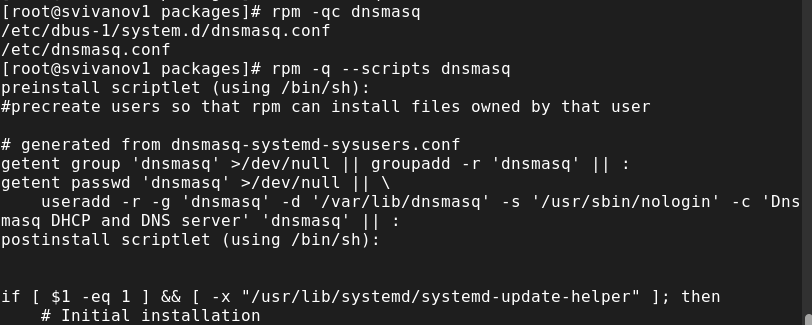 [root@svivanov1 packages]# rpm -qc dnsmasq
/etc/dbus-1/system.d/dnsmasq.conf
/etc/dnsmasq.conf
[root@svivanov1 packages]# rpm -q --scripts dnsmasq
preinstall scriptlet (using /bin/sh):
#precreate users so that rpm can install files owned by that user

# generated from dnsmasq-systemd-sysusers.conf
getent group 'dnsmasq' >/dev/null || groupadd -r 'dnsmasq' || :
getent passwd 'dnsmasq' >/dev/null || \
    useradd -r -g 'dnsmasq' -d '/var/lib/dnsmasq' -s '/usr/sbin/nologin' -c 'Dns
masq DHCP and DNS server' 'dnsmasq' || :
postinstall scriptlet (using /bin/sh):


if [ $1 -eq 1 ] && [ -x "/usr/lib/systemd/systemd-update-helper" ]; then
    # Initial installation